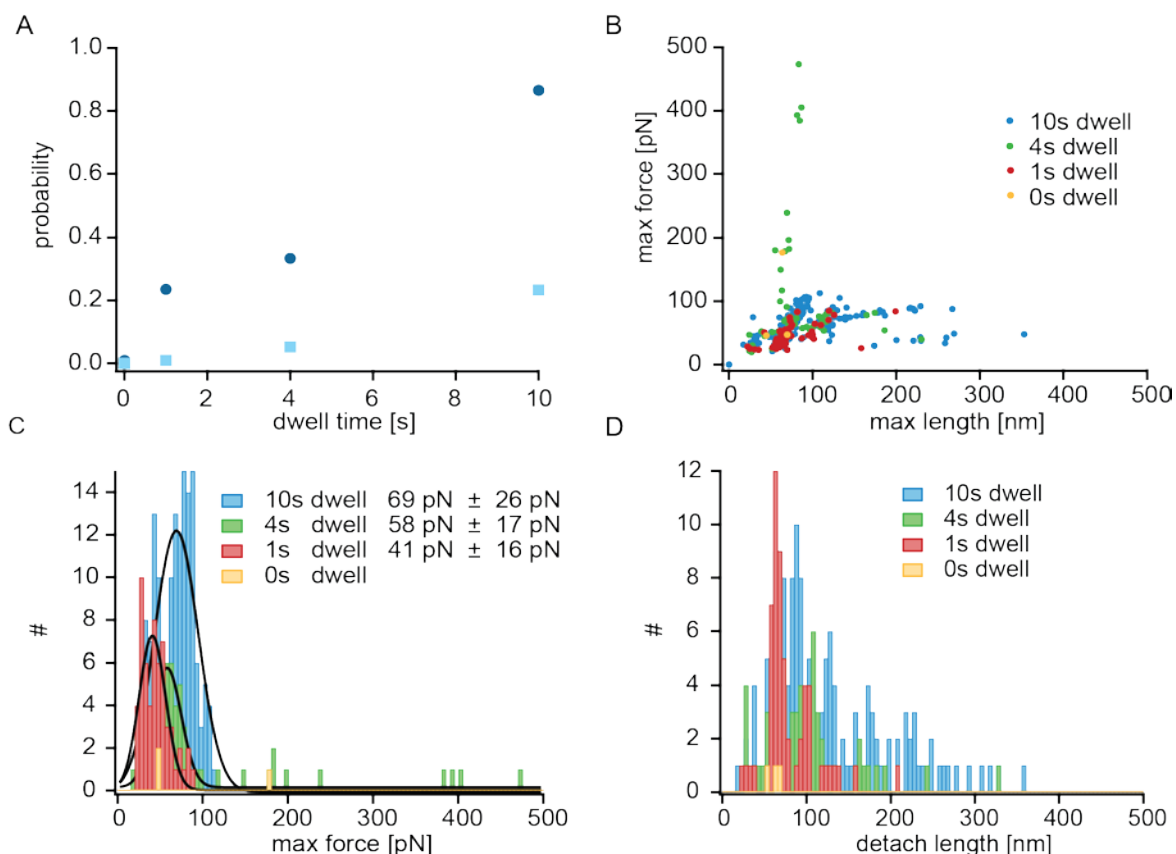 A
1.0
0.8
0.6
0.4
0.2
0.0
probability
0 2 4 6 8 10
dwell time [s]
B
500
400
300
200
100
0
max force [pN]
10s dwell
4s dwell
1s dwell
0s dwell
0 100 200 300 400 500
max length [nm]
C
14
12
10
8
6
4
2
0
#
10s dwell 69 pN ± 26 pN
4s dwell 58 pN ± 17 pN
1s dwell 41 pN ± 16 pN
0s dwell
0 100 200 300 400 500
max force [pN]
D
12
10
8
6
4
2
0
#
10s dwell
4s dwell
1s dwell
0s dwell
0 100 200 300 400 500
detach length [nm]